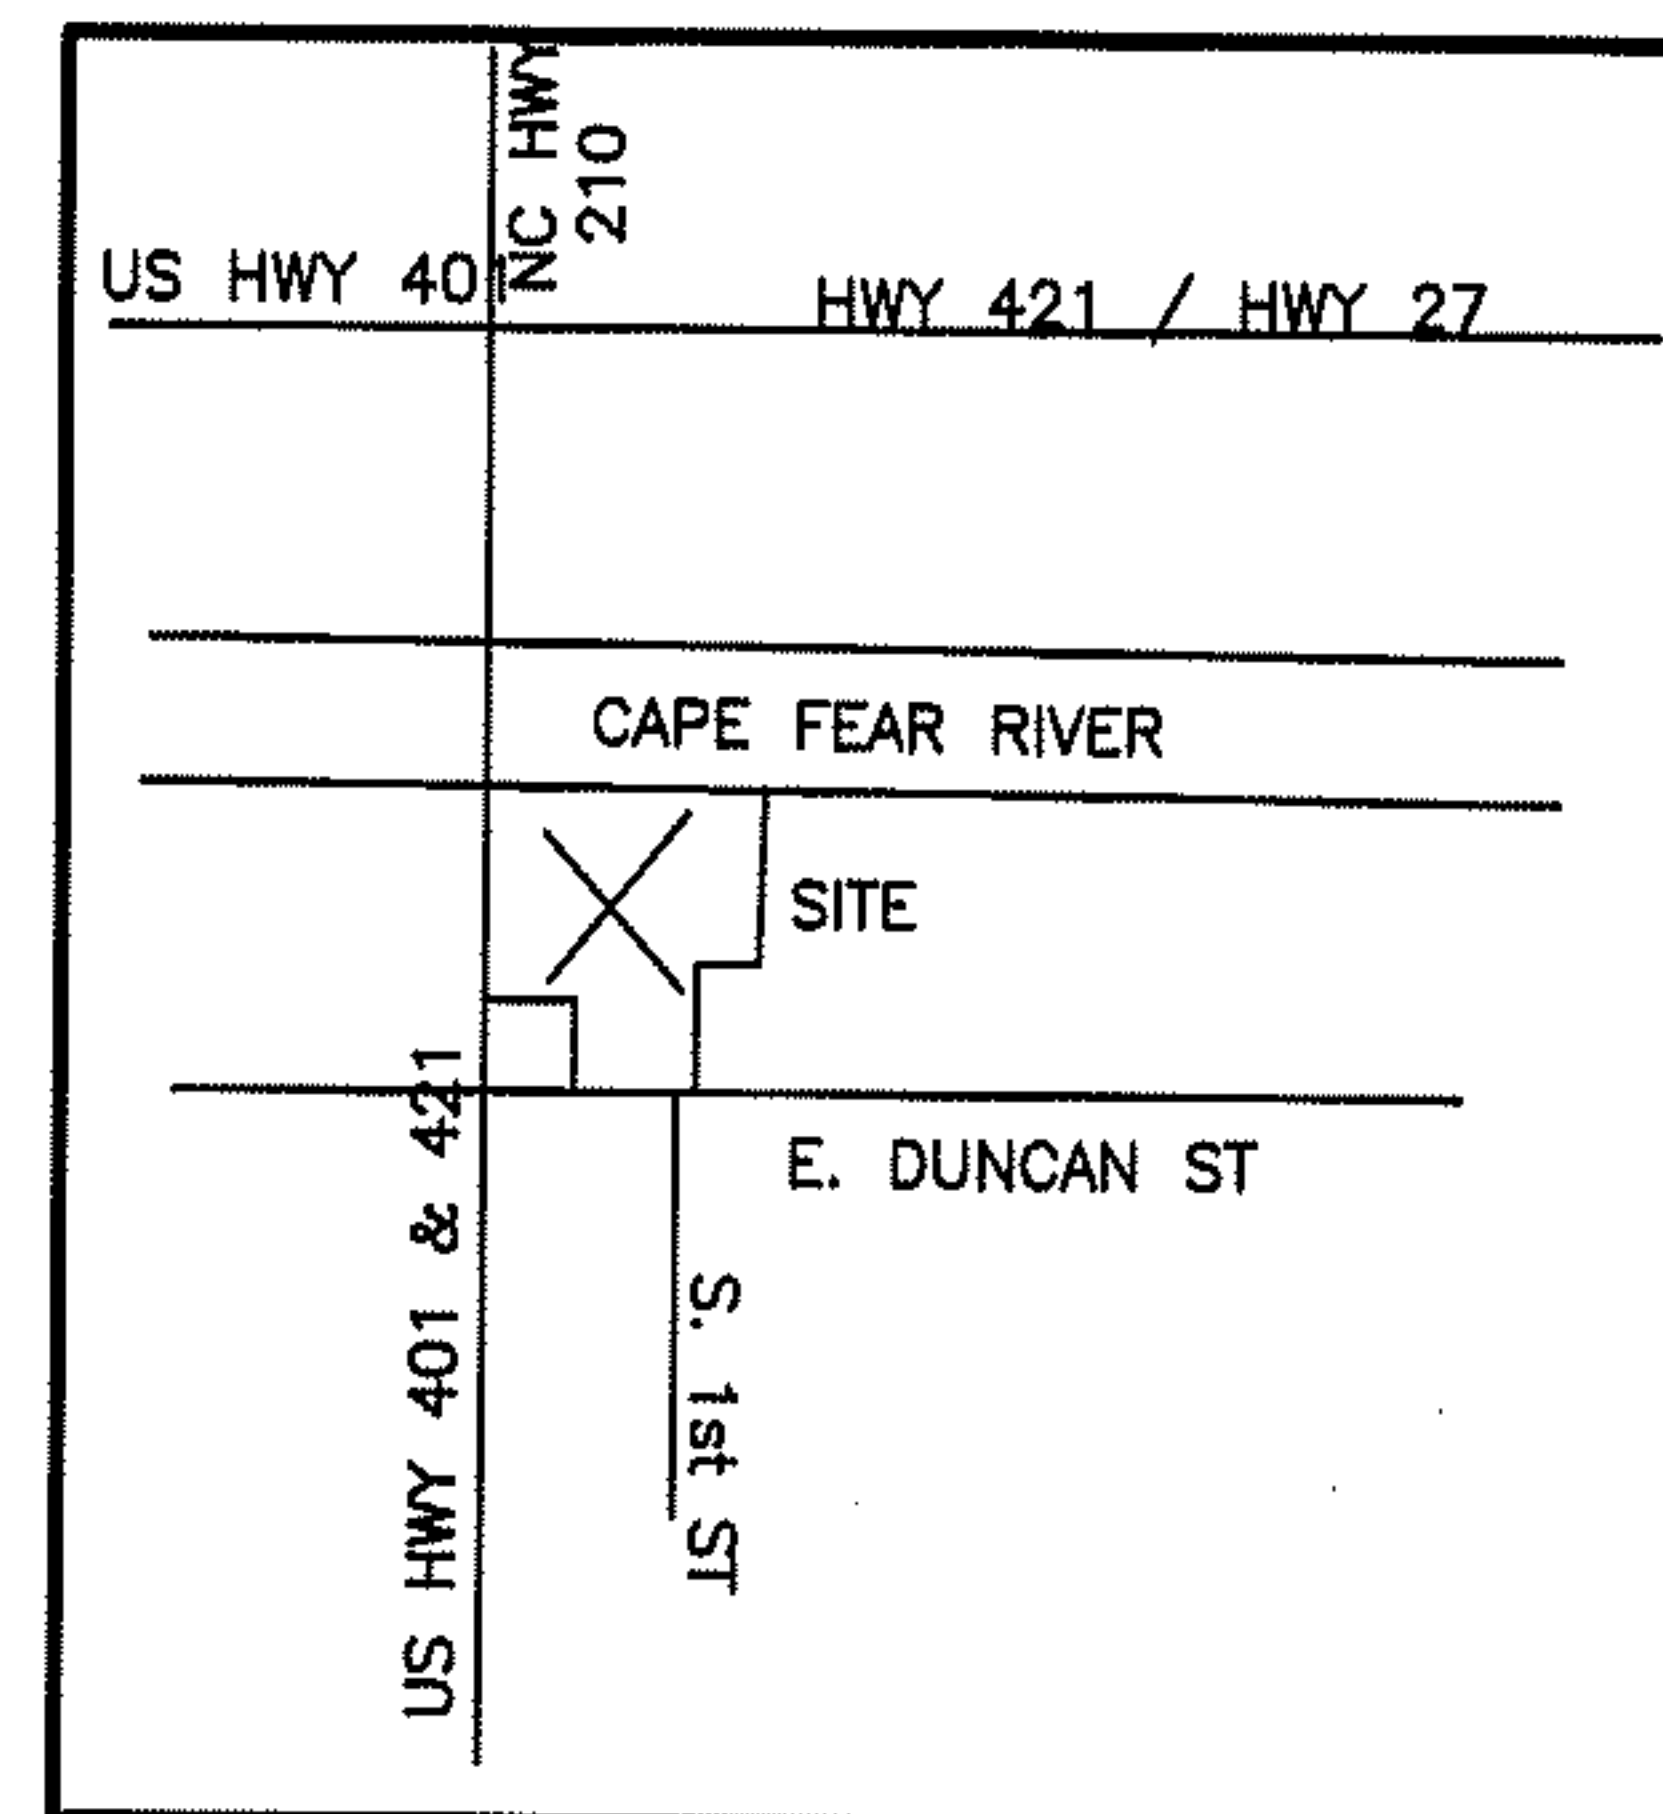 NC HWY
210
US HWY 401
HWY 421 / HWY 27
CAPE FEAR RIVER
SITE
US HWY 401 & 421
E. DUNCAN ST
S. 1st ST